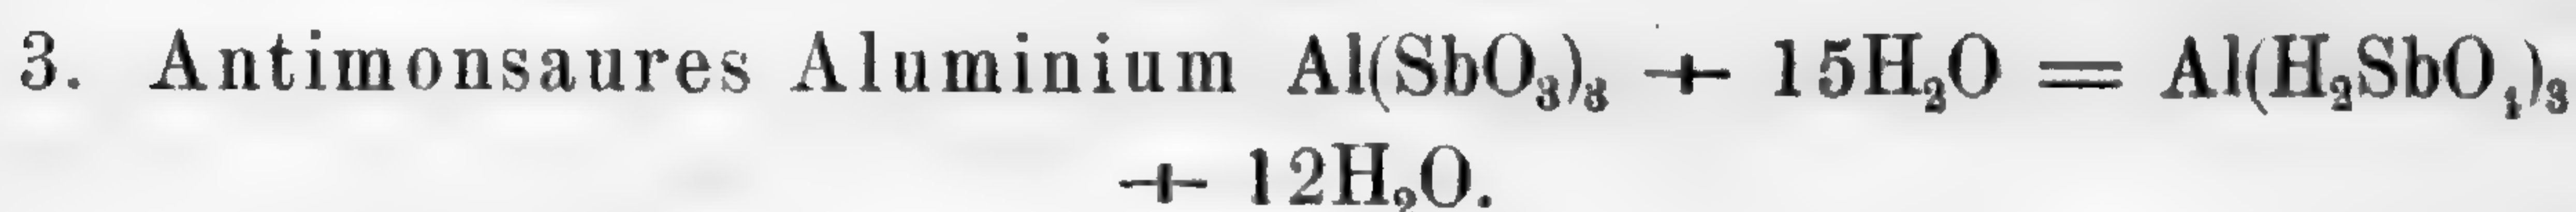 3. Antimonsaures Aluminium Al(SbO₃)₃ + 15H₂O = Al(H₂SbO₄)₃
+ 12H₂O.